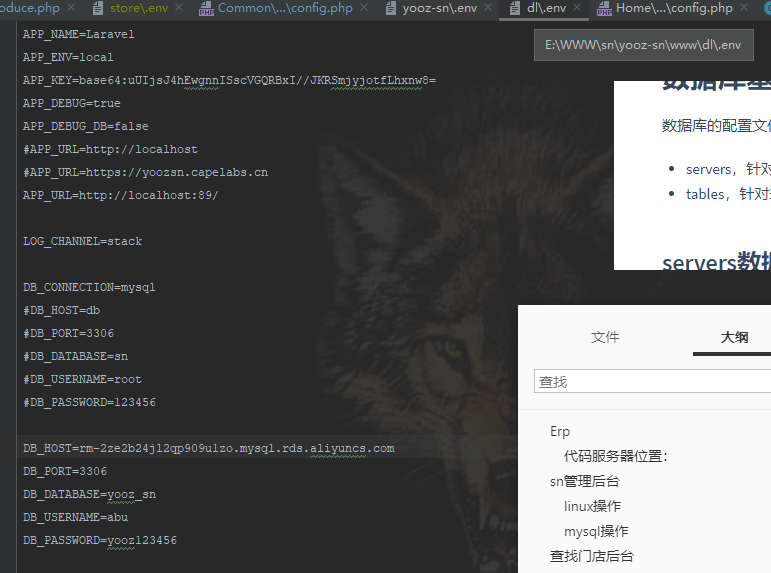 oduce.php
store\.env
Common\...\config.php
yooz-sn\.env
dl\.env
Home\...\config.php
E:\WWW\sn\yooz-sn\www\dl\.env
APP_NAME=Laravel
APP_ENV=local
APP_KEY=base64:uUIjsJ4hEwgnnISscVGQRBxI//JKRSmjyjotfLhxnw8=
APP_DEBUG=true
APP_DEBUG_DB=false
#APP_URL=http://localhost
#APP_URL=https://yoozsn.capelabs.cn
APP_URL=http://localhost:89/
LOG_CHANNEL=stack
DB_CONNECTION=mysql
#DB_HOST=db
#DB_PORT=3306
#DB_DATABASE=sn
#DB_USERNAME=root
#DB_PASSWORD=123456
DB_HOST=rm-2ze2b24jl2qp909ulzo.mysql.rds.aliyuncs.com
DB_PORT=3306
DB_DATABASE=yooz_sn
DB_USERNAME=abu
DB_PASSWORD=yooz123456
数据库基
数据库的配置文件
servers，针对
tables，针对
servers数据
文件
大纲
查找
Erp
代码服务器位置：
sn管理后台
linux操作
mysql操作
查找门店后台